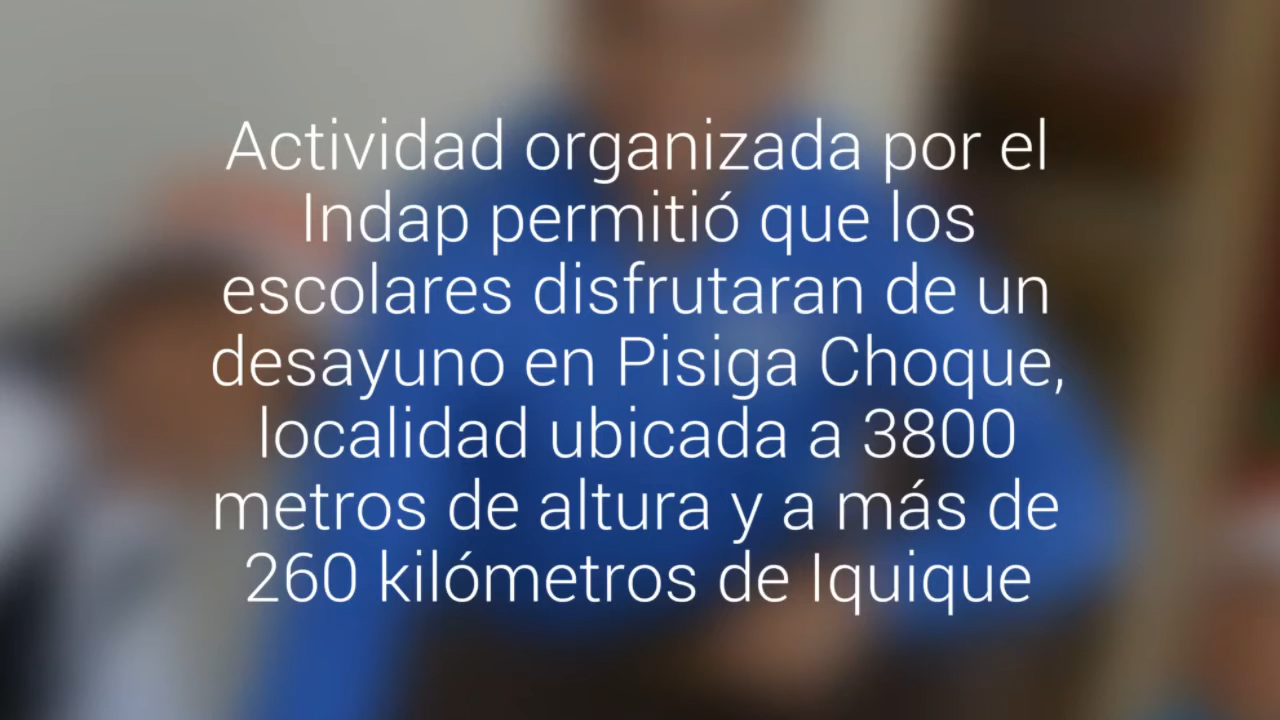 Actividad organizada por el
Indap permitió que los
escolares disfrutaran de un
desayuno en Pisiga Choque,
localidad ubicada a 3800
metros de altura y a más de
260 kilómetros de Iquique